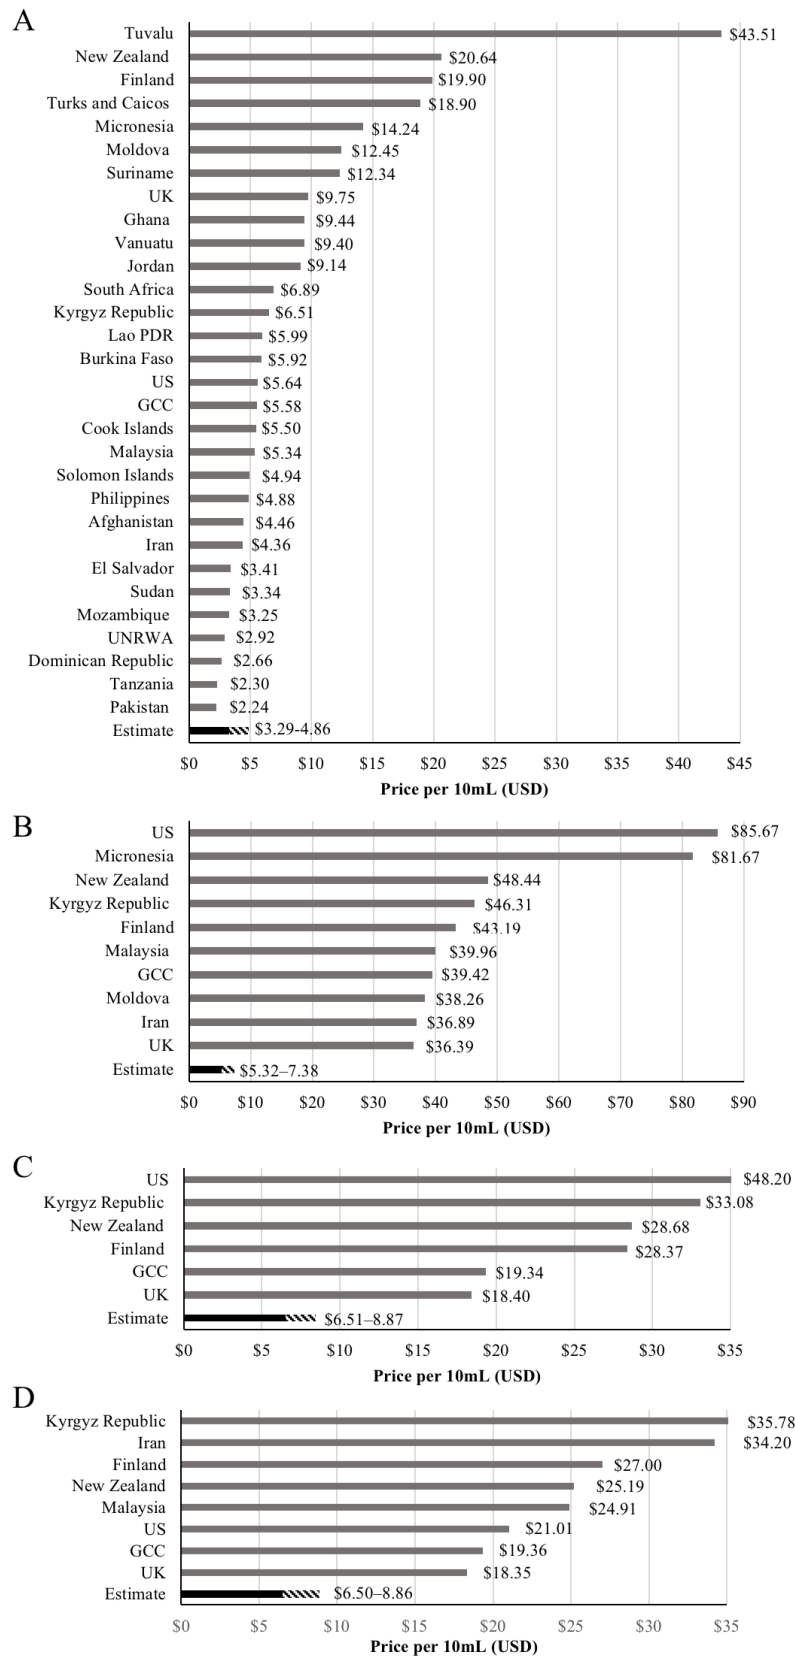 A
Tuvalu $43.51
New Zealand $20.64
Finland $19.90
Turks and Caicos $18.90
Micronesia $14.24
Moldova $12.45
Suriname $12.34
UK $9.75
Ghana $9.44
Vanuatu $9.40
Jordan $9.14
South Africa $6.89
Kyrgyz Republic $6.51
Lao PDR $5.99
Burkina Faso $5.92
US $5.64
GCC $5.58
Cook Islands $5.50
Malaysia $5.34
Solomon Islands $4.94
Philippines $4.88
Afghanistan $4.46
Iran $4.36
El Salvador $3.41
Sudan $3.34
Mozambique $3.25
UNRWA $2.92
Dominican Republic $2.66
Tanzania $2.30
Pakistan $2.24
Estimate $3.29-4.86
$0 $5 $10 $15 $20 $25 $30 $35 $40 $45
Price per 10mL (USD)
B
US $85.67
Micronesia $81.67
New Zealand $48.44
Kyrgyz Republic $46.31
Finland $43.19
Malaysia $39.96
GCC $39.42
Moldova $38.26
Iran $36.89
UK $36.39
Estimate $5.32–7.38
$0 $10 $20 $30 $40 $50 $60 $70 $80 $90
Price per 10mL (USD)
C
US $48.20
Kyrgyz Republic $33.08
New Zealand $28.68
Finland $28.37
GCC $19.34
UK $18.40
Estimate $6.51–8.87
$0 $5 $10 $15 $20 $25 $30 $35
Price per 10mL (USD)
D
Kyrgyz Republic $35.78
Iran $34.20
Finland $27.00
New Zealand $25.19
Malaysia $24.91
US $21.01
GCC $19.36
UK $18.35
Estimate $6.50–8.86
$0 $5 $10 $15 $20 $25 $30 $35
Price per 10mL (USD)